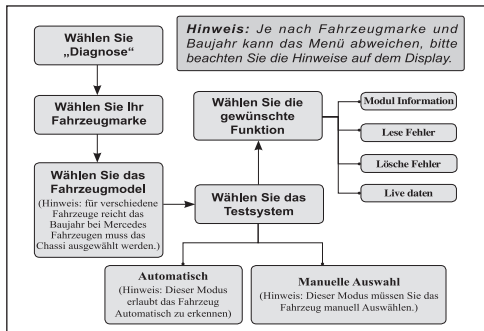 Wählen Sie
„Diagnose“
Hinweis: Je nach Fahrzeugmarke und
Baujahr kann das Menü abweichen, bitte
beachten Sie die Hinweise auf dem Display.
Wählen Sie Ihr
Fahrzeugmarke
Wählen Sie die
gewünschte
Funktion
Modul Information
Lese Fehler
Lösche Fehler
Live daten
Wählen Sie das
Fahrzeugmodel
(Hinweis: für verschiedene
Fahrzeuge reicht das
Baujahr bei Mercedes
Fahrzeugen muss das
Chassi ausgewählt werden.)
Wählen Sie das
Testsystem
Automatisch
(Hinweis: Dieser Modus
erlaubt das Fahrzeug
Automatisch zu erkennen)
Manuelle Auswahl
(Hinweis: Dieser Modus müssen Sie das
Fahrzeug manuell Auswählen.)